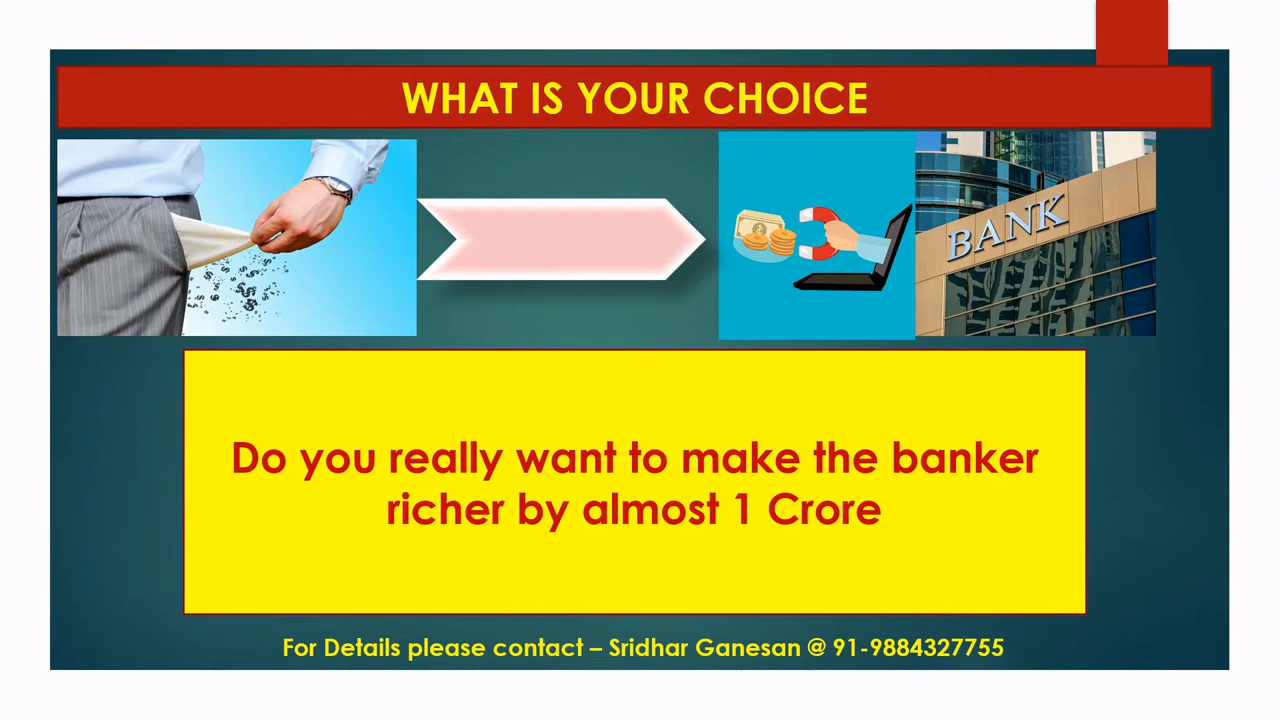 WHAT IS YOUR CHOICE
BANK
Do you really want to make the banker
richer by almost 1 Crore
For Details please contact – Sridhar Ganesan @ 91-9884327755